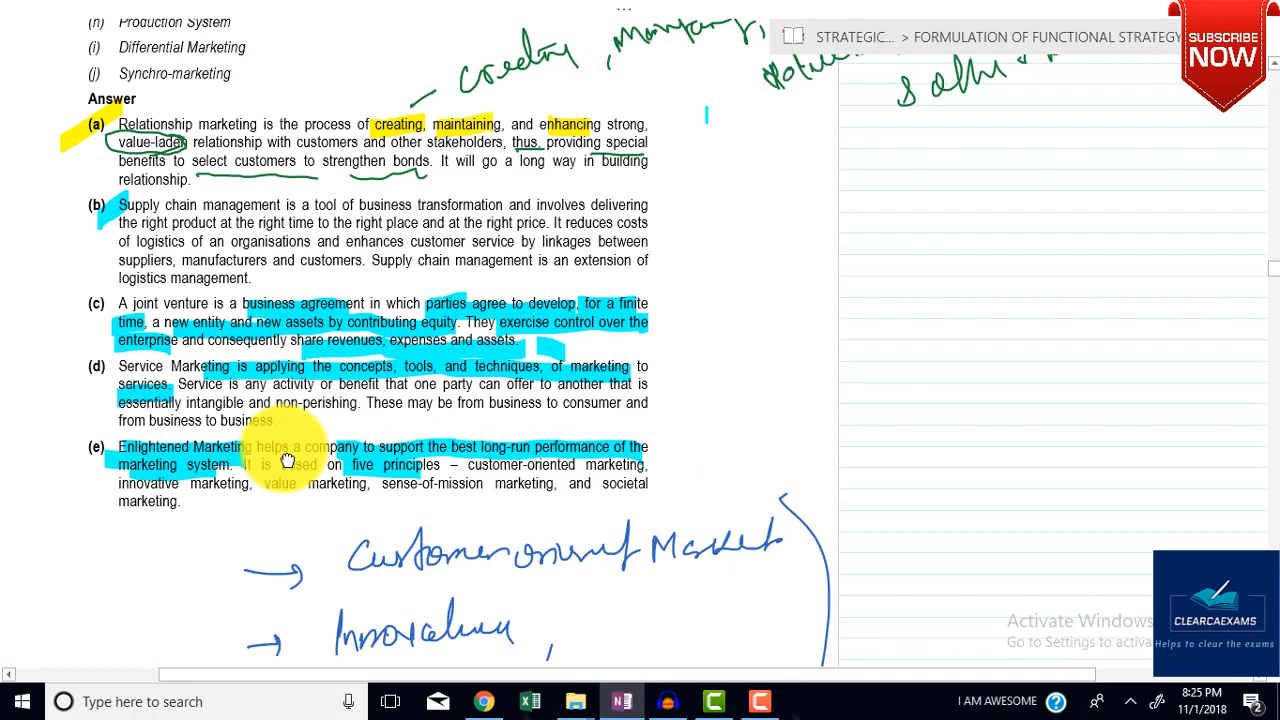 (h) Production System
(i) Differential Marketing
(j) Synchro-marketing
creating,
STRATEGIC... > FORMULATION OF FUNCTIONAL STRATEGY
SUBSCRIBE
NOW
Answer
(a) Relationship marketing is the process of creating, maintaining, and enhancing strong,
value-laden relationship with customers and other stakeholders, thus, providing special
benefits to select customers to strengthen bonds. It will go a long way in building
relationship.
(b) Supply chain management is a tool of business transformation and involves delivering
the right product at the right time to the right place and at the right price. It reduces costs
of logistics of an organisations and enhances customer service by linkages between
suppliers, manufacturers and customers. Supply chain management is an extension of
logistics management.
(c) A joint venture is a business agreement in which parties agree to develop, for a finite
time, a new entity and new assets by contributing equity. They exercise control over the
enterprise and consequently share revenues, expenses and assets.
(d) Service Marketing is applying the concepts, tools, and techniques, of marketing to
services. Service is any activity or benefit that one party can offer to another that is
essentially intangible and non-perishing. These may be from business to consumer and
from business to business.
(e) Enlightened Marketing helps a company to support the best long-run performance of the
marketing system. It is based on five principles – customer-oriented marketing,
innovative marketing, value marketing, sense-of-mission marketing, and societal
marketing.
→ Customer orient Market
→ Innovative,
Activate Windows
Go to Settings to activa
CLEARCAEXAMS
Helps to clear the exams
Type here to search
I AM AWESOME
8:25 PM
11/1/2018
2